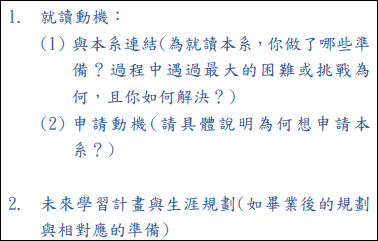 1. 就讀動機：
(1) 與本系連結(為就讀本系，你做了哪些準
備？過程中遇過最大的困難或挑戰為
何，且你如何解決？)
(2) 申請動機(請具體說明為何想申請本
系？)
2. 未來學習計畫與生涯規劃(如畢業後的規劃
與相對應的準備)